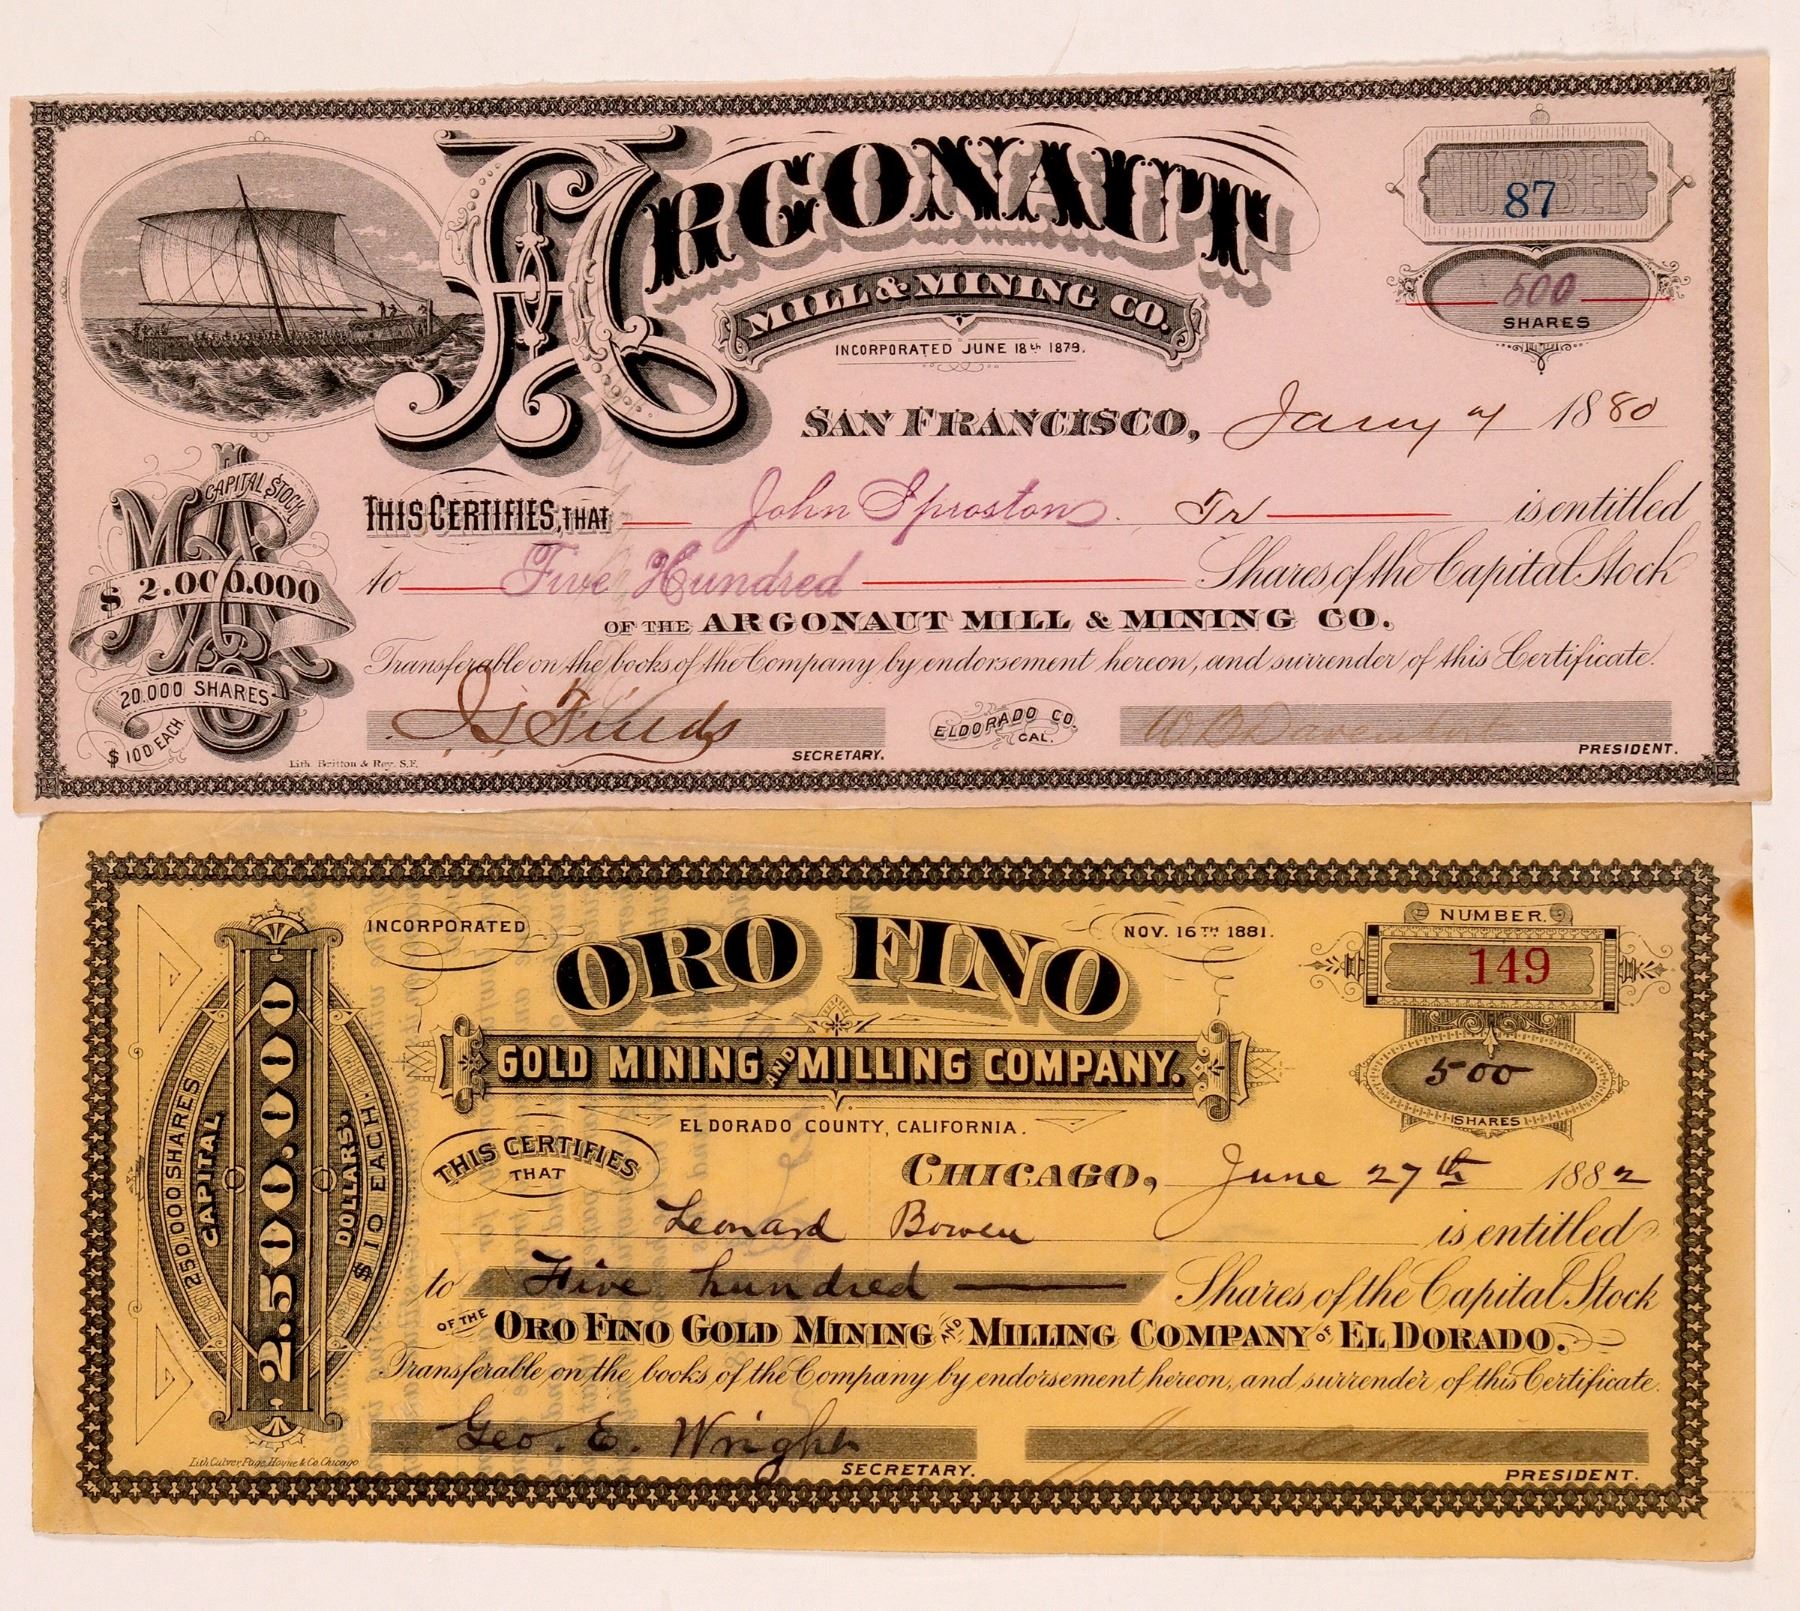 ARGONAUT
NUMBER
87
MILL & MINING CO.
500
SHARES
INCORPORATED JUNE 18th 1879.
SAN FRANCISCO, Jany 1880
CAPITAL STOCK
THIS CERTIFIES, THAT John Sproston Tr is entitled
$2.000.000
to Five Hundred Shares of the Capital Stock
OF THE ARGONAUT MILL & MINING CO.
Transferable on the books of the Company by endorsement hereon, and surrender of this Certificate.
20.000 SHARES
$100 EACH
ELDORADO CO.
CAL.
W B
SECRETARY.
PRESIDENT.
Lith. Britton & Rey. S.F.
INCORPORATED
ORO FINO
NOV. 16TH 1881.
NUMBER.
149
GOLD MINING AND MILLING COMPANY.
500
SHARES
EL DORADO COUNTY, CALIFORNIA.
250,000 SHARES
CAPITAL
2.500.000
DOLLARS.
$10 EACH.
THIS CERTIFIES
THAT
CHICAGO, June 27th 1882
Leonard Bowen is entitled
to Five hundred Shares of the Capital Stock
OF THE ORO FINO GOLD MINING AND MILLING COMPANY OF EL DORADO.
Transferable on the books of the Company by endorsement hereon, and surrender of this Certificate.
Geo. E. Wright
SECRETARY.
PRESIDENT.
Lith. Culver, Page, Hoyne & Co. Chicago